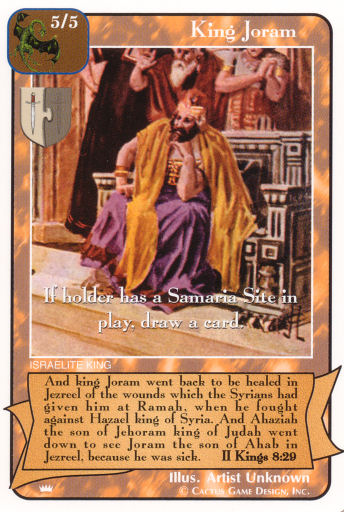 5/5
King Joram
If holder has a Samaria Site in
play, draw a card.
ISRAELITE KING
And king Joram went back to be healed in
Jezreel of the wounds which the Syrians had
given him at Ramah, when he fought
against Hazael king of Syria. And Ahaziah
the son of Jehoram king of Judah went
down to see Joram the son of Ahab in
Jezreel, because he was sick. II Kings 8:29
Illus. Artist Unknown
© CACTUS GAME DESIGN, INC.